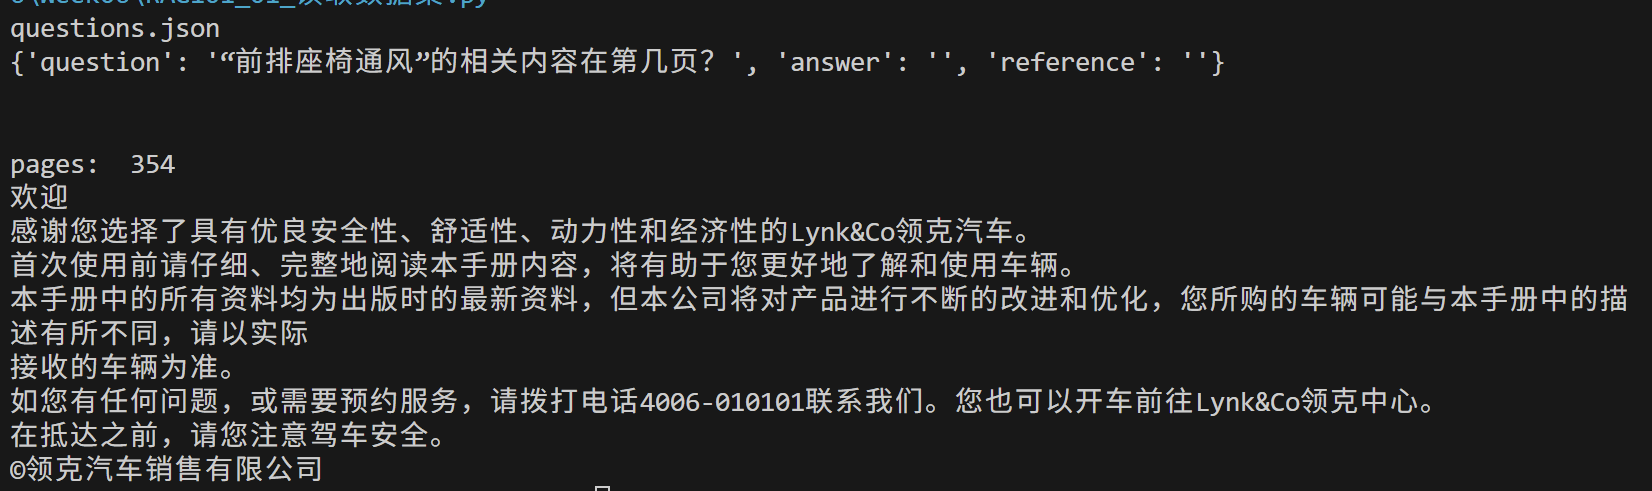 questions.json
{'question': '“前排座椅通风”的相关内容在第几页？', 'answer': '', 'reference': ''}
pages:  354
欢迎
感谢您选择了具有优良安全性、舒适性、动力性和经济性的Lynk&Co领克汽车。
首次使用前请仔细、完整地阅读本手册内容，将有助于您更好地了解和使用车辆。
本手册中的所有资料均为出版时的最新资料，但本公司将对产品进行不断的改进和优化，您所购的车辆可能与本手册中的描
述有所不同，请以实际
接收的车辆为准。
如您有任何问题，或需要预约服务，请拨打电话4006-010101联系我们。您也可以开车前往Lynk&Co领克中心。
在抵达之前，请您注意驾车安全。
©领克汽车销售有限公司